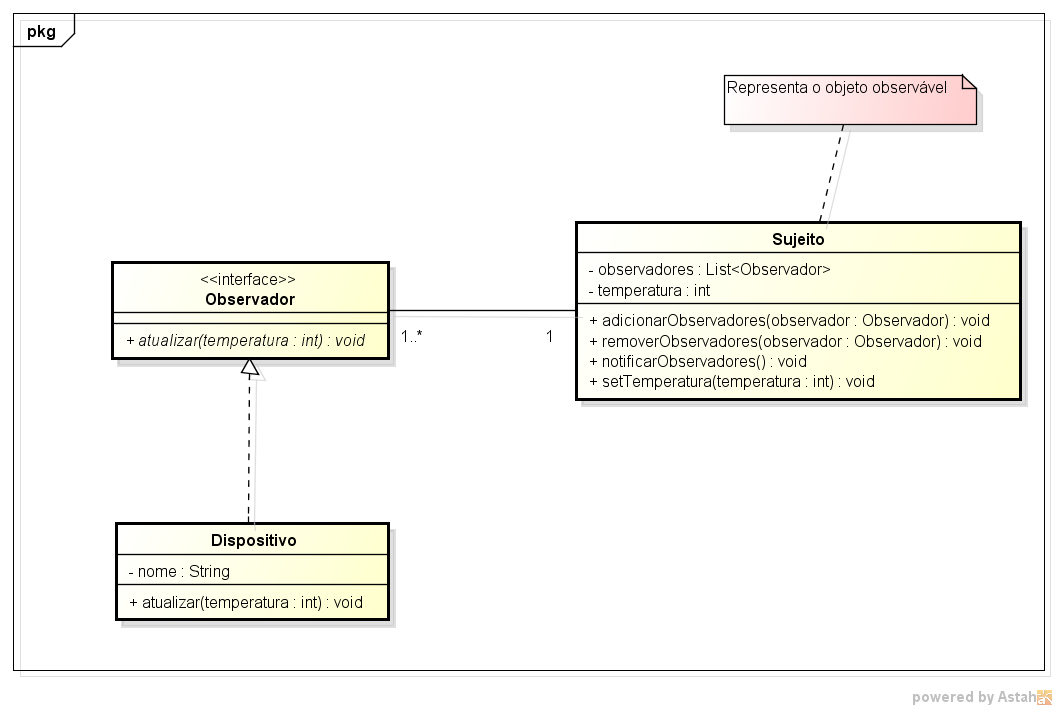 pkg
Representa o objeto observável
Sujeito
- observadores : List<Observador>
- temperatura : int
+ adicionarObservadores(observador : Observador) : void
+ removerObservadores(observador : Observador) : void
+ notificarObservadores() : void
+ setTemperatura(temperatura : int) : void
<<interface>>
Observador
+ atualizar(temperatura : int) : void
1..*
1
Dispositivo
- nome : String
+ atualizar(temperatura : int) : void
powered by Astah